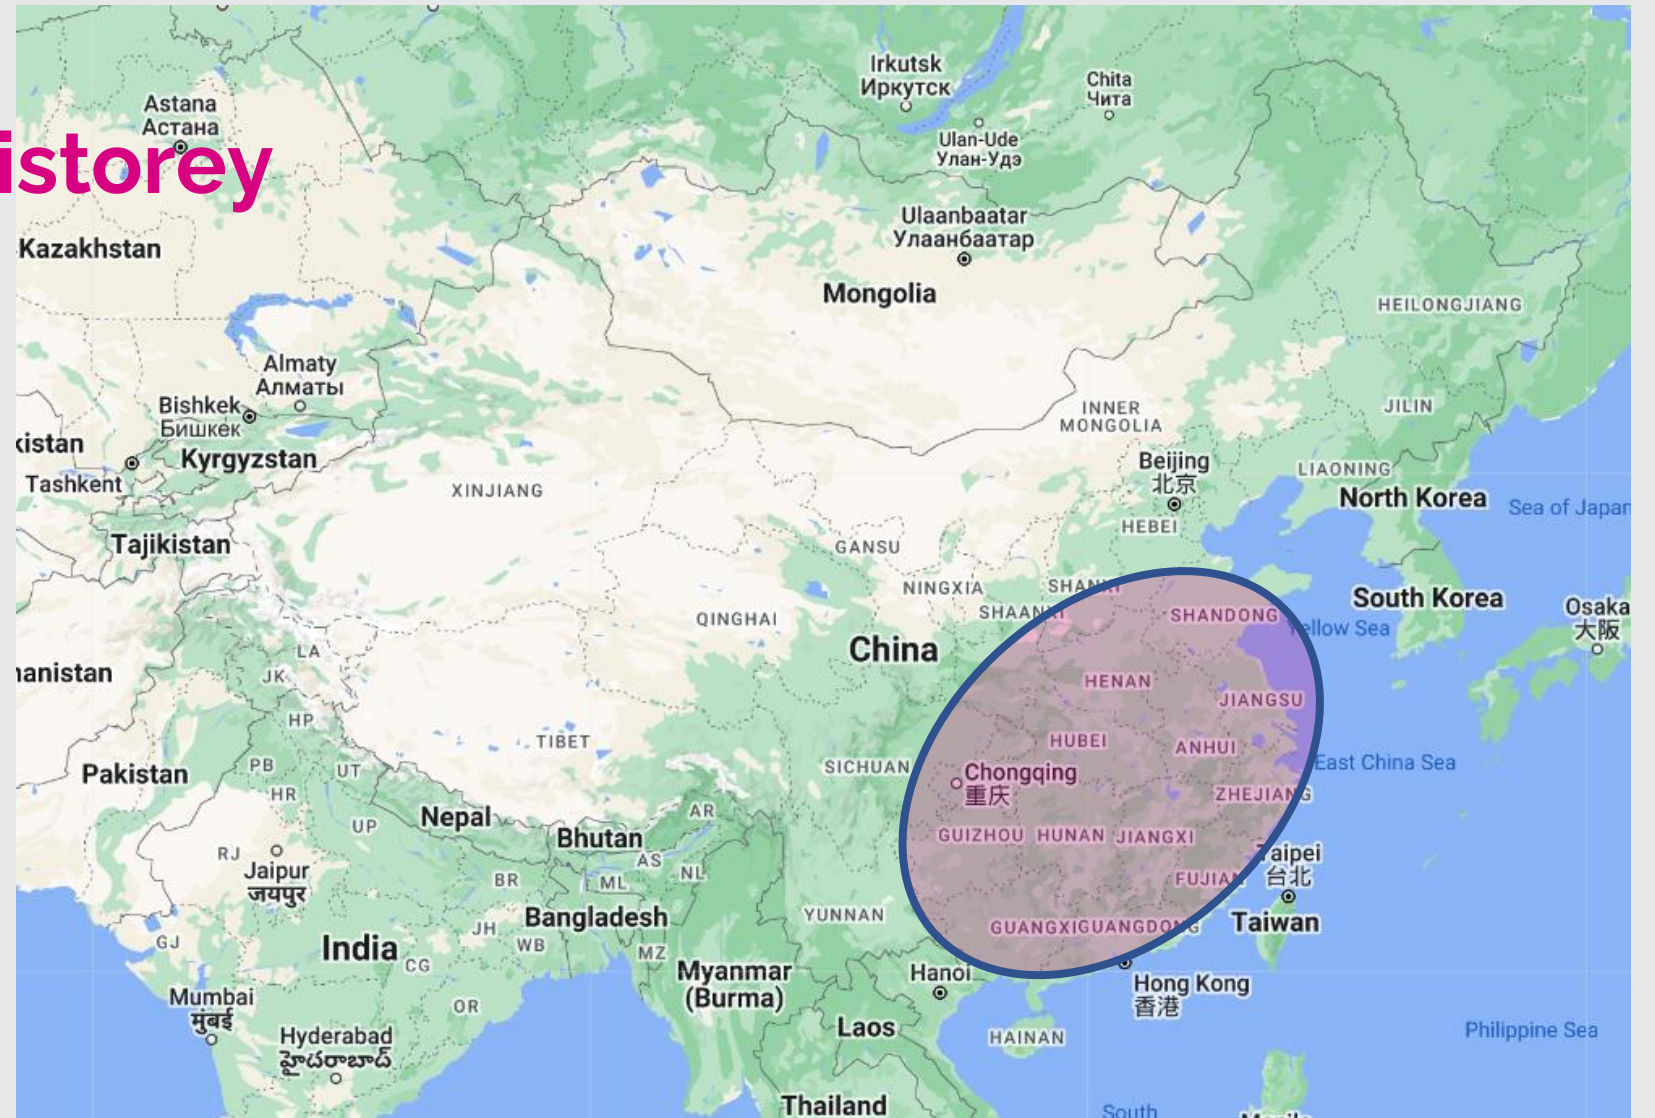 Irkutsk
Иркутск
Chita
Чита
Astana
Астана
istorey
Ulan-Ude
Улан-Удэ
Ulaanbaatar
Улаанбаатар
Kazakhstan
Mongolia
HEILONGJIANG
Almaty
Алматы
Bishkek
Бишкек
INNER
MONGOLIA
JILIN
kistan
Kyrgyzstan
Beijing
北京
LIAONING
Tashkent
XINJIANG
North Korea
Sea of Japan
HEBEI
Tajikistan
GANSU
NINGXIA
SHANXI
South Korea
Osaka
大阪
SHAANXI
SHANDONG
QINGHAI
Yellow Sea
LA
China
hanistan
JK
HENAN
JIANGSU
HP
TIBET
HUBEI
ANHUI
Pakistan
PB
UT
SICHUAN
Chongqing
重庆
East China Sea
HR
ZHEJIANG
UP
Nepal
AR
Bhutan
GUIZHOU
HUNAN
JIANGXI
RJ
Jaipur
जयपुर
AS
Taipei
台北
BR
ML
NL
FUJIAN
Bangladesh
YUNNAN
GUANGXI
GUANGDONG
Taiwan
GJ
India
JH
WB
MZ
CG
Myanmar
(Burma)
Hanoi
Hong Kong
香港
Mumbai
मुंबई
OR
Laos
HAINAN
Philippine Sea
Hyderabad
హైదరాబాద్
Thailand
South
Manila